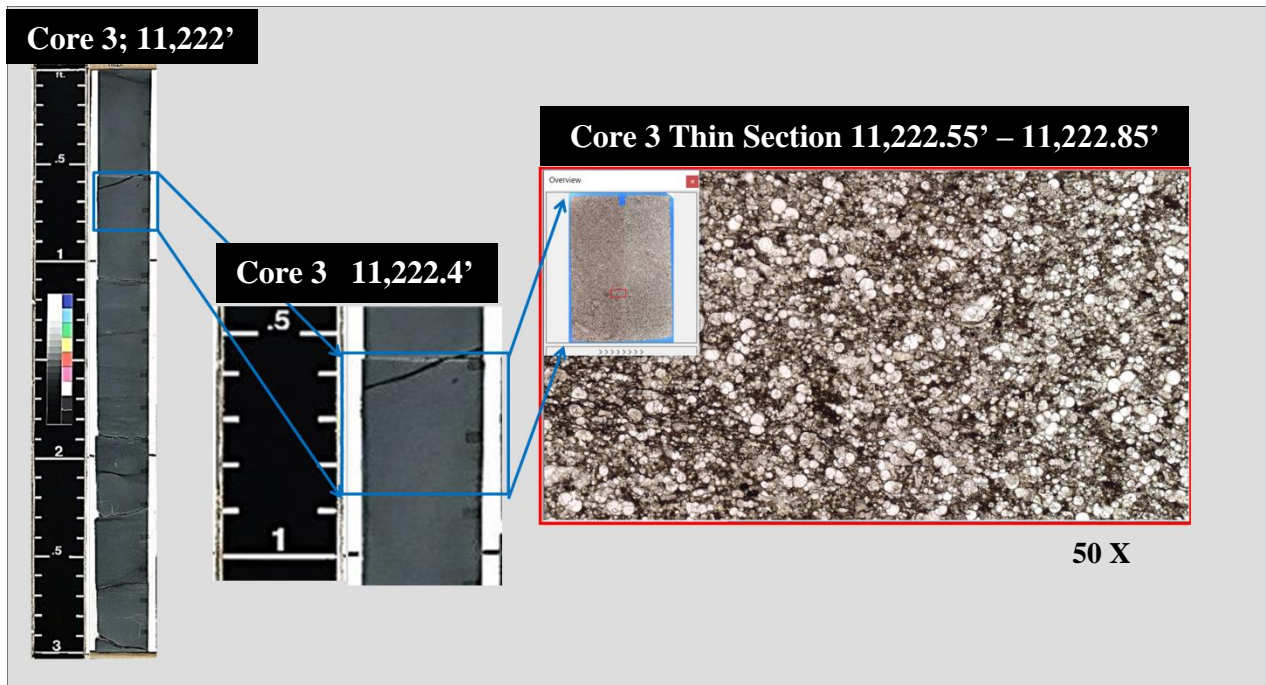 Core 3; 11,222’
ft.
.5
1
2
.5
3
Core 3 11,222.4’
.5
1
Core 3 Thin Section 11,222.55’ – 11,222.85’
Overview
×
>>>>>>>>
50 X